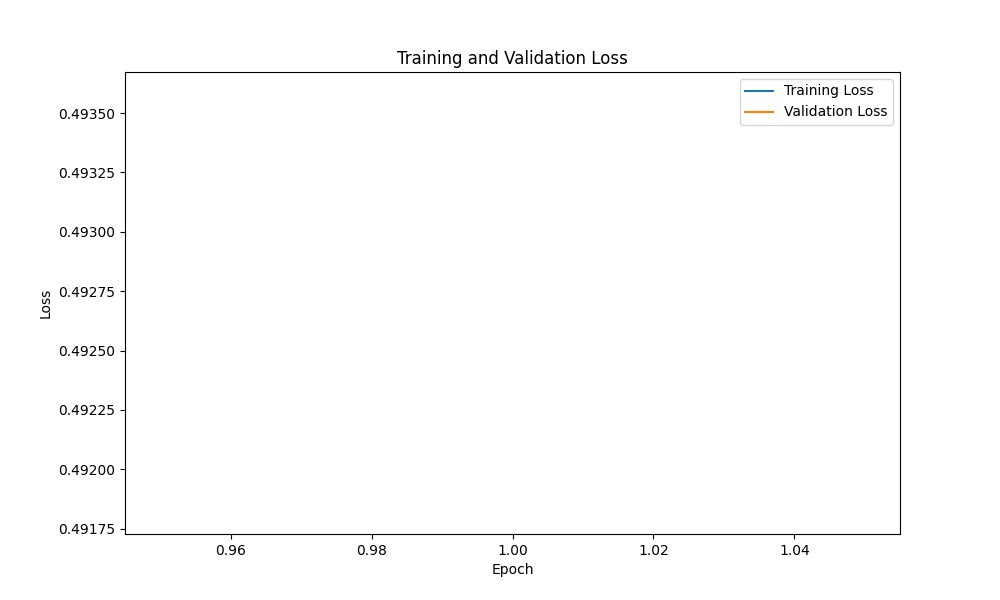 Training and Validation Loss
Training Loss
Validation Loss
0.49350
0.49325
0.49300
0.49275
0.49250
0.49225
0.49200
0.49175
Loss
0.96 0.98 1.00 1.02 1.04
Epoch